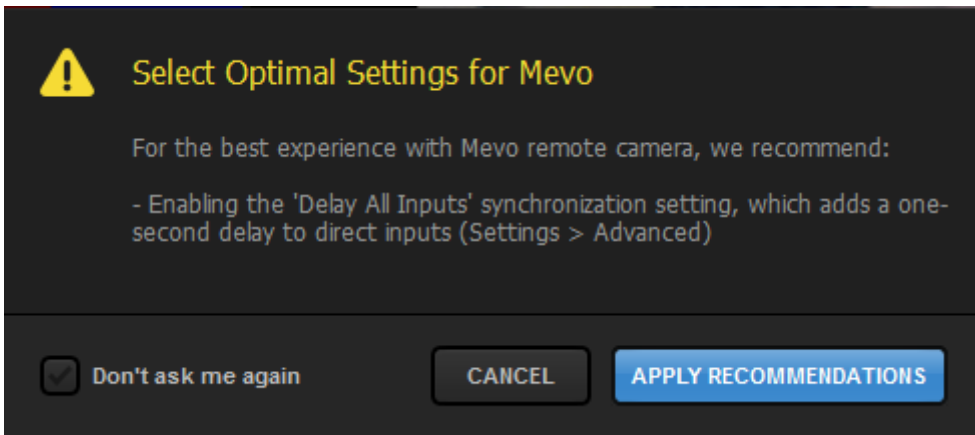 Select Optimal Settings for Mevo
For the best experience with Mevo remote camera, we recommend:
- Enabling the 'Delay All Inputs' synchronization setting, which adds a one-
second delay to direct inputs (Settings > Advanced)
Don't ask me again
CANCEL
APPLY RECOMMENDATIONS